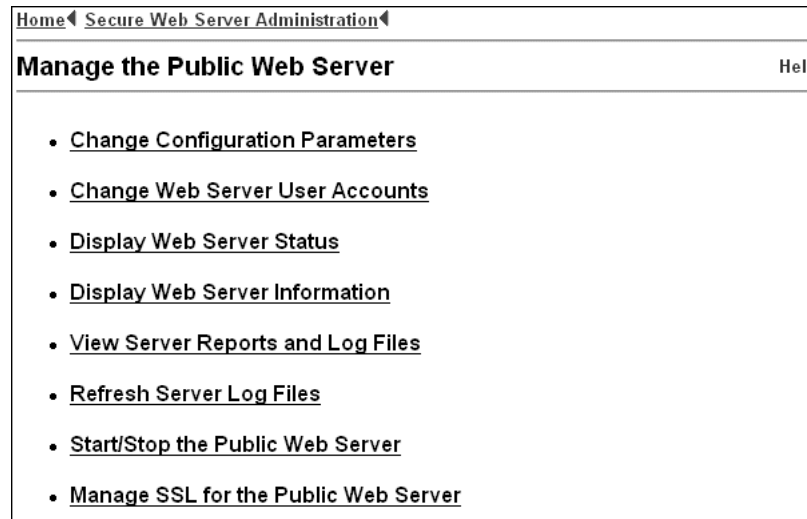 Home Secure Web Server Administration
Manage the Public Web Server Hel
Change Configuration Parameters
Change Web Server User Accounts
Display Web Server Status
Display Web Server Information
View Server Reports and Log Files
Refresh Server Log Files
Start/Stop the Public Web Server
Manage SSL for the Public Web Server